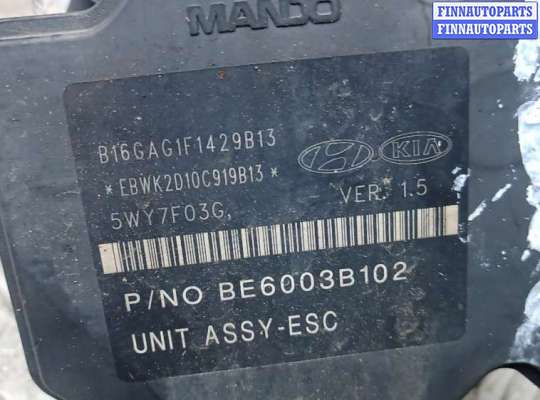 FINNAUTOPARTS
FINNAUTOPARTS
MANDO
B16GAG1F1429B13
*EBWK2D10C919B13*
KIA
5WY7F03G,
VER. 1.5
P/NO BE6003B102
UNIT ASSY-ESC